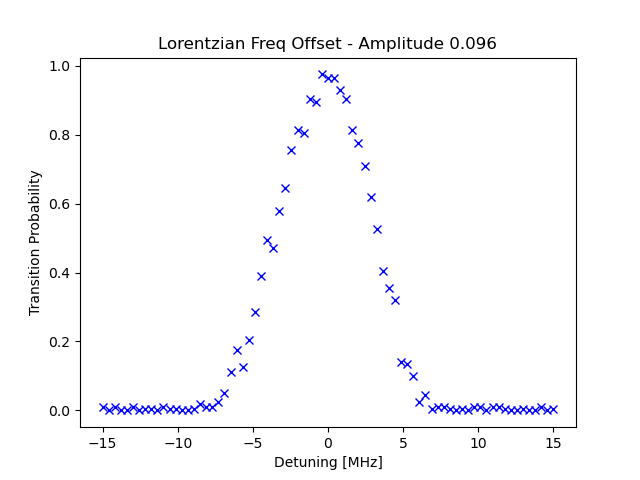 Lorentzian Freq Offset - Amplitude 0.096
1.0
0.8
0.6
0.4
0.2
0.0
Transition Probability
−15 −10 −5 0 5 10 15
Detuning [MHz]